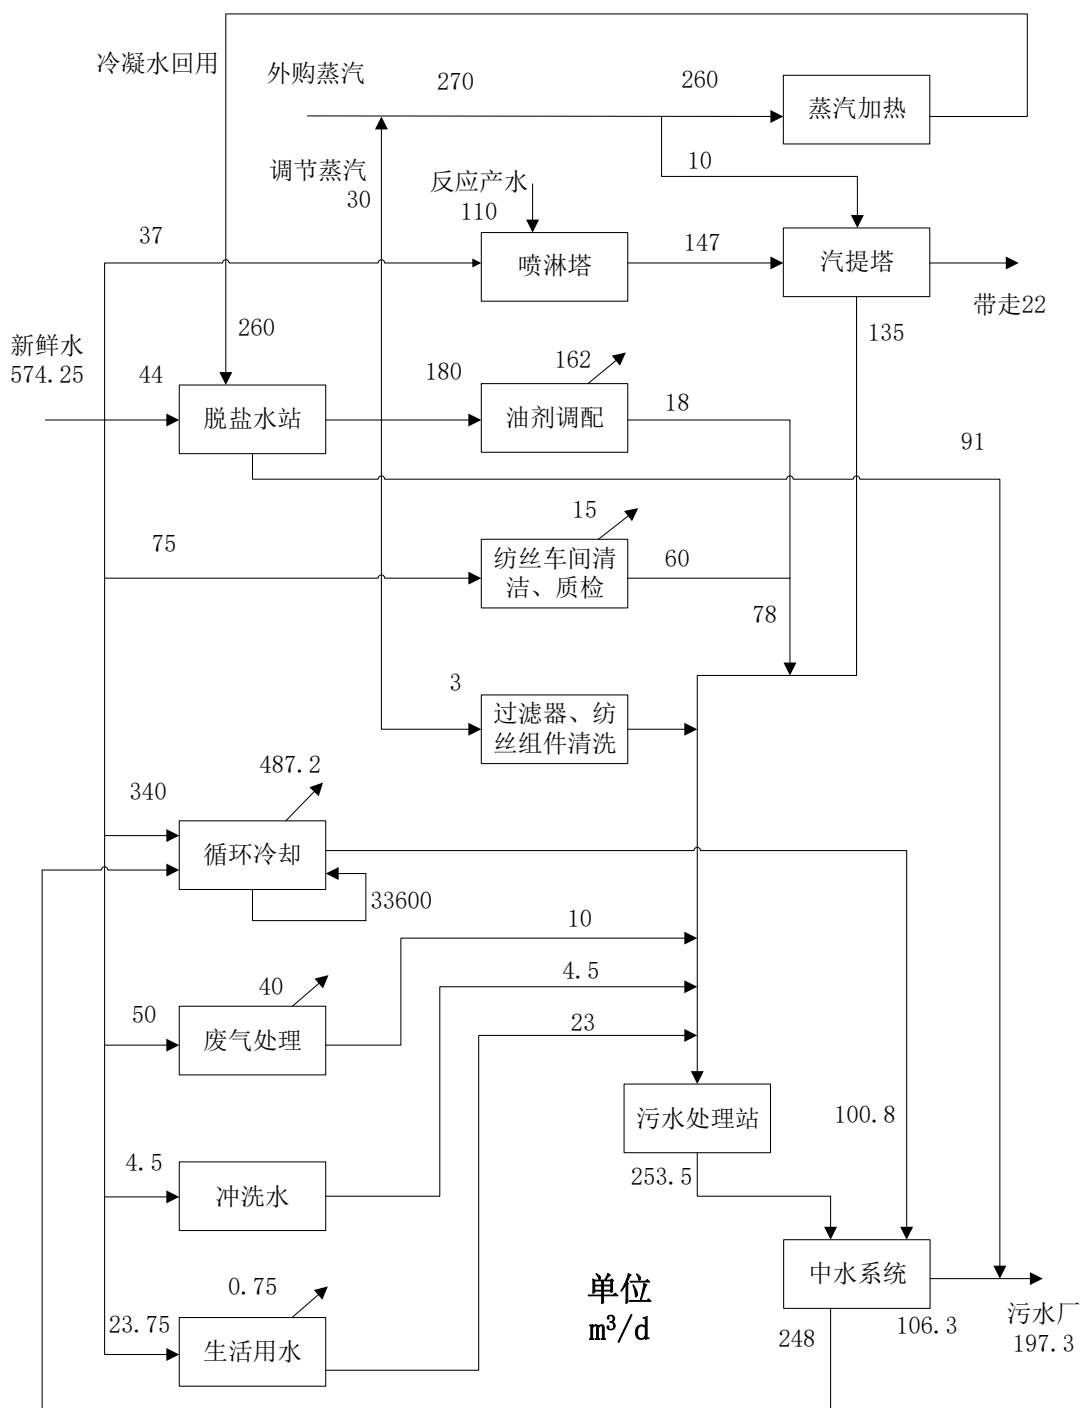 冷凝水回用
外购蒸汽
270
260
蒸汽加热
10
调节蒸汽
30
反应产水
110
37
喷淋塔
147
汽提塔
带走22
135
260
新鲜水
574.25
44
脱盐水站
180
162
油剂调配
18
91
75
15
纺丝车间清
洁、质检
60
78
3
过滤器、纺
丝组件清洗
487.2
340
循环冷却
33600
10
4.5
23
40
50
废气处理
污水处理站
100.8
253.5
4.5
冲洗水
中水系统
0.75
23.75
生活用水
单位
m³/d
248
106.3
污水厂
197.3